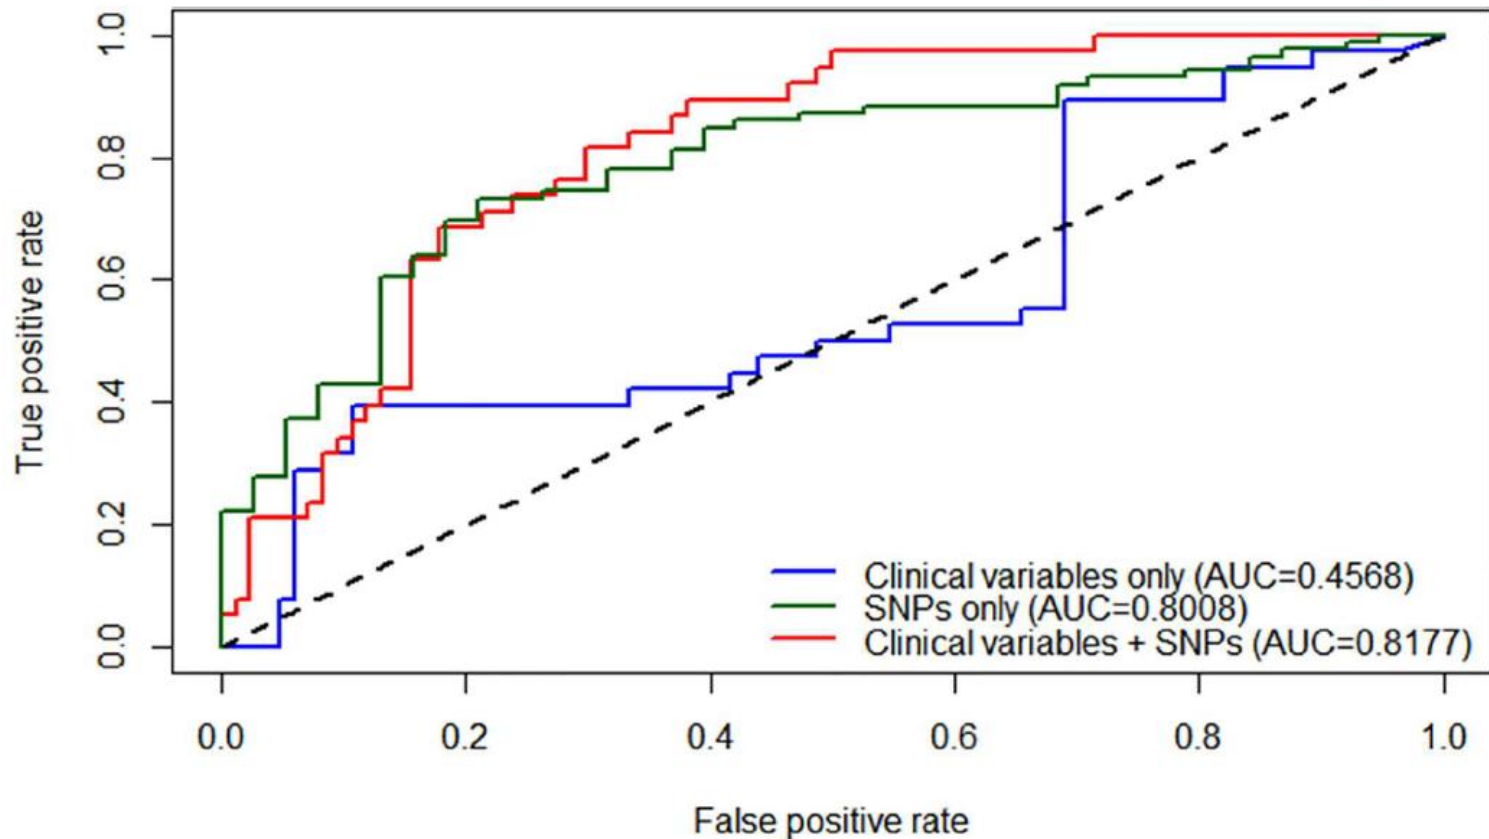 1.0
0.8
0.6
0.4
0.2
0.0
True positive rate
Clinical variables only (AUC=0.4568)
SNPs only (AUC=0.8008)
Clinical variables + SNPs (AUC=0.8177)
0.0 0.2 0.4 0.6 0.8 1.0
False positive rate